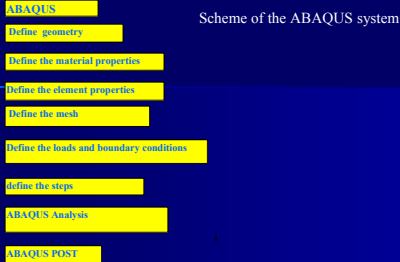 ABAQUS
Scheme of the ABAQUS system
Define geometry
Define the material properties
Define the element properties
Define the mesh
Define the loads and boundary conditions
define the steps
ABAQUS Analysis
ABAQUS POST